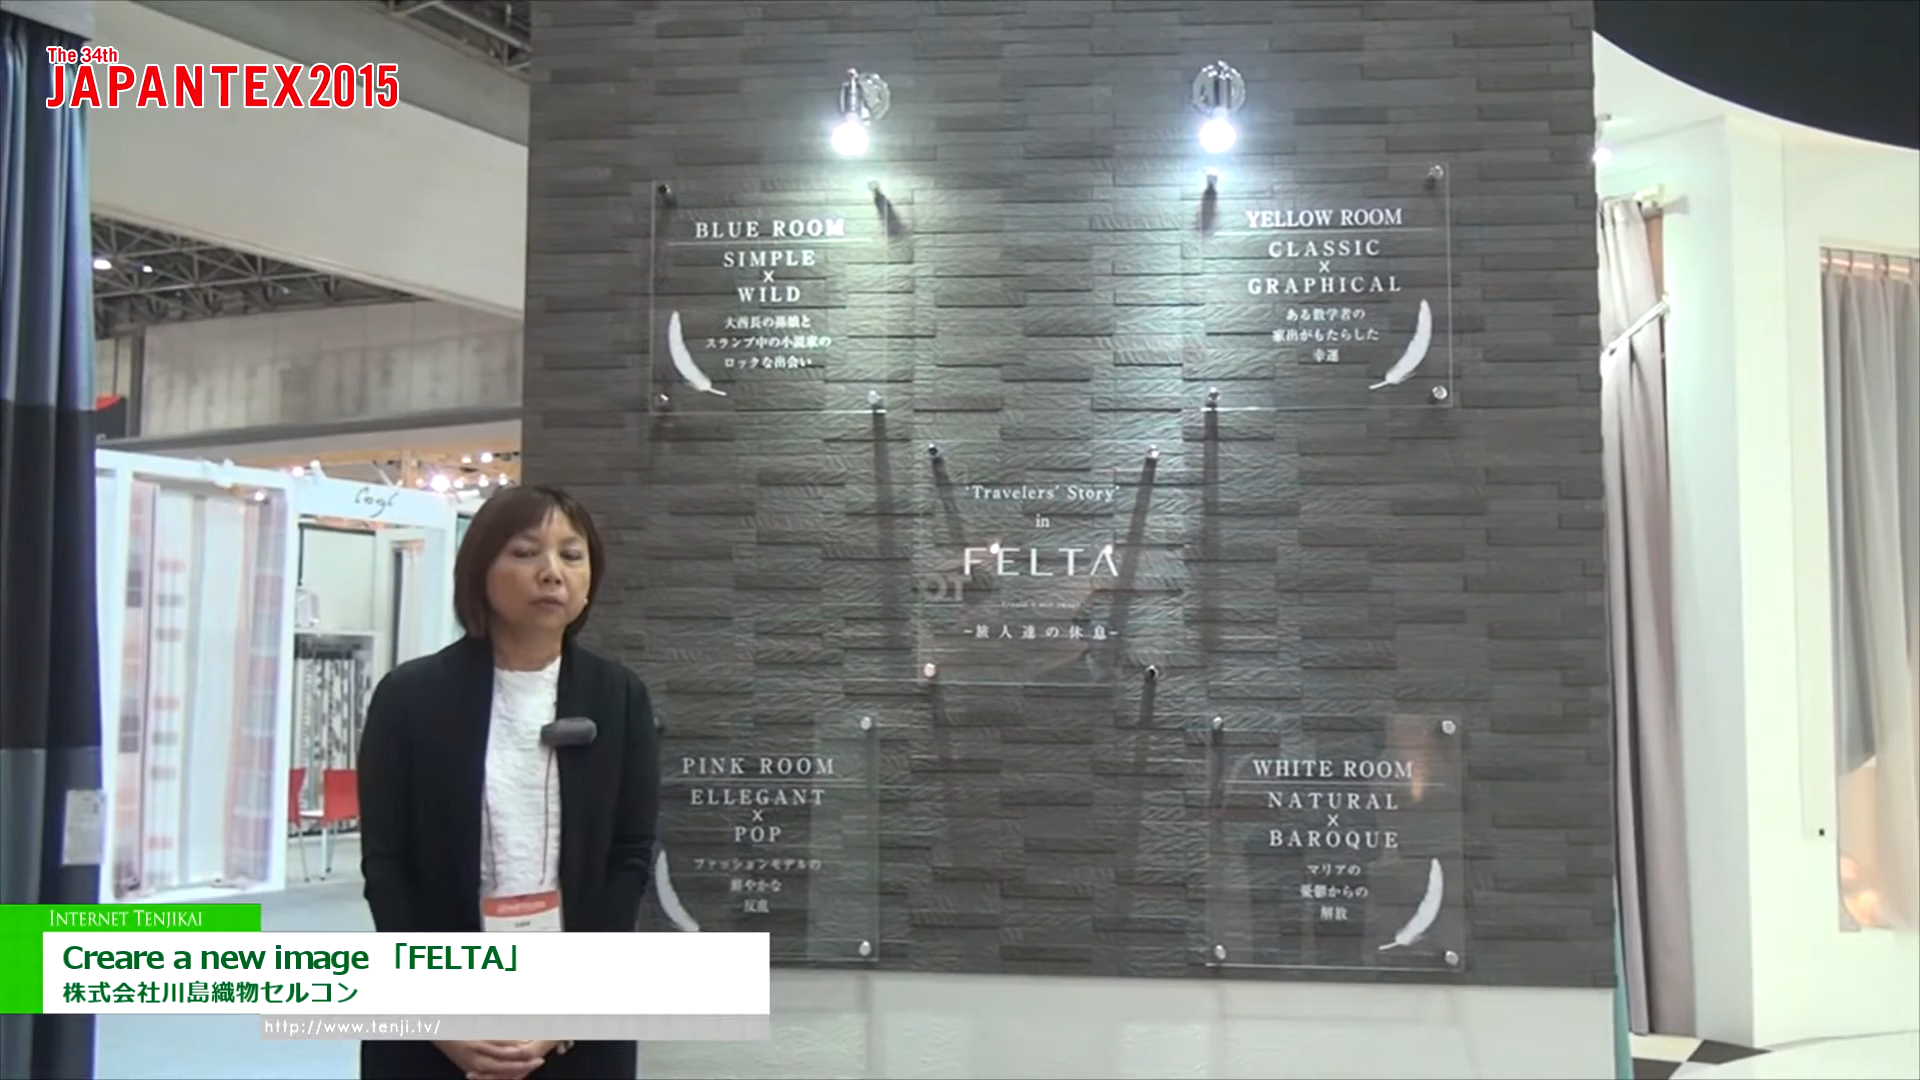 The 34th
JAPANTEX2015
BLUE ROOM
SIMPLE
×
WILD
大酋長の孫娘と
スランプ中の小説家の
ロックな出会い
YELLOW ROOM
CLASSIC
×
GRAPHICAL
ある数学者の
家出がもたらした
幸運
'Travelers' Story'
in
FELTA
-旅人達の休息-
PINK ROOM
ELLEGANT
×
POP
ファッションモデルの
鮮やかな
反乱
WHITE ROOM
NATURAL
×
BAROQUE
マリアの
憂鬱からの
解放
INTERNET TENJIKAI
Creare a new image 「FELTA」
株式会社川島織物セルコン
http://www.tenji.tv/